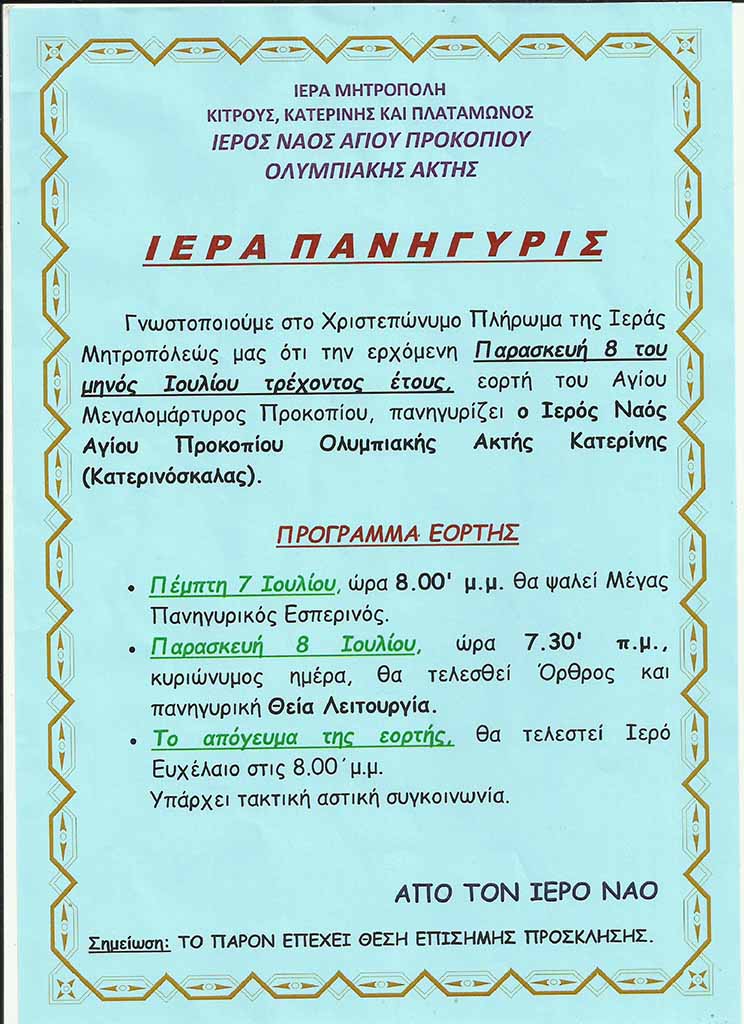 ΙΕΡΑ ΜΗΤΡΟΠΟΛΗ
ΚΙΤΡΟΥΣ, ΚΑΤΕΡΙΝΗΣ ΚΑΙ ΠΛΑΤΑΜΩΝΟΣ
ΙΕΡΟΣ ΝΑΟΣ ΑΓΙΟΥ ΠΡΟΚΟΠΙΟΥ
ΟΛΥΜΠΙΑΚΗΣ ΑΚΤΗΣ
ΙΕΡΑ ΠΑΝΗΓΥΡΙΣ
Γνωστοποιούμε στο Χριστεπώνυμο Πλήρωμα της Ιεράς
Μητροπόλεώς μας ότι την ερχόμενη Παρασκευή 8 του
μηνός Ιουλίου τρέχοντος έτους, εορτή του Αγίου
Μεγαλομάρτυρος Προκοπίου, πανηγυρίζει ο Ιερός Ναός
Αγίου Προκοπίου Ολυμπιακής Ακτής Κατερίνης
(Κατερινόσκαλας).
ΠΡΟΓΡΑΜΜΑ ΕΟΡΤΗΣ
• Πέμπτη 7 Ιουλίου, ώρα 8.00' μ.μ. θα ψαλεί Μέγας
Πανηγυρικός Εσπερινός.
• Παρασκευή 8 Ιουλίου, ώρα 7.30' π.μ.,
κυριώνυμος ημέρα, θα τελεσθεί Όρθρος και
πανηγυρική Θεία Λειτουργία.
• Το απόγευμα της εορτής, θα τελεστεί Ιερό
Ευχέλαιο στις 8.00΄μ.μ.
Υπάρχει τακτική αστική συγκοινωνία.
ΑΠΟ ΤΟΝ ΙΕΡΟ ΝΑΟ
Σημείωση: ΤΟ ΠΑΡΟΝ ΕΠΕΧΕΙ ΘΕΣΗ ΕΠΙΣΗΜΗΣ ΠΡΟΣΚΛΗΣΗΣ.